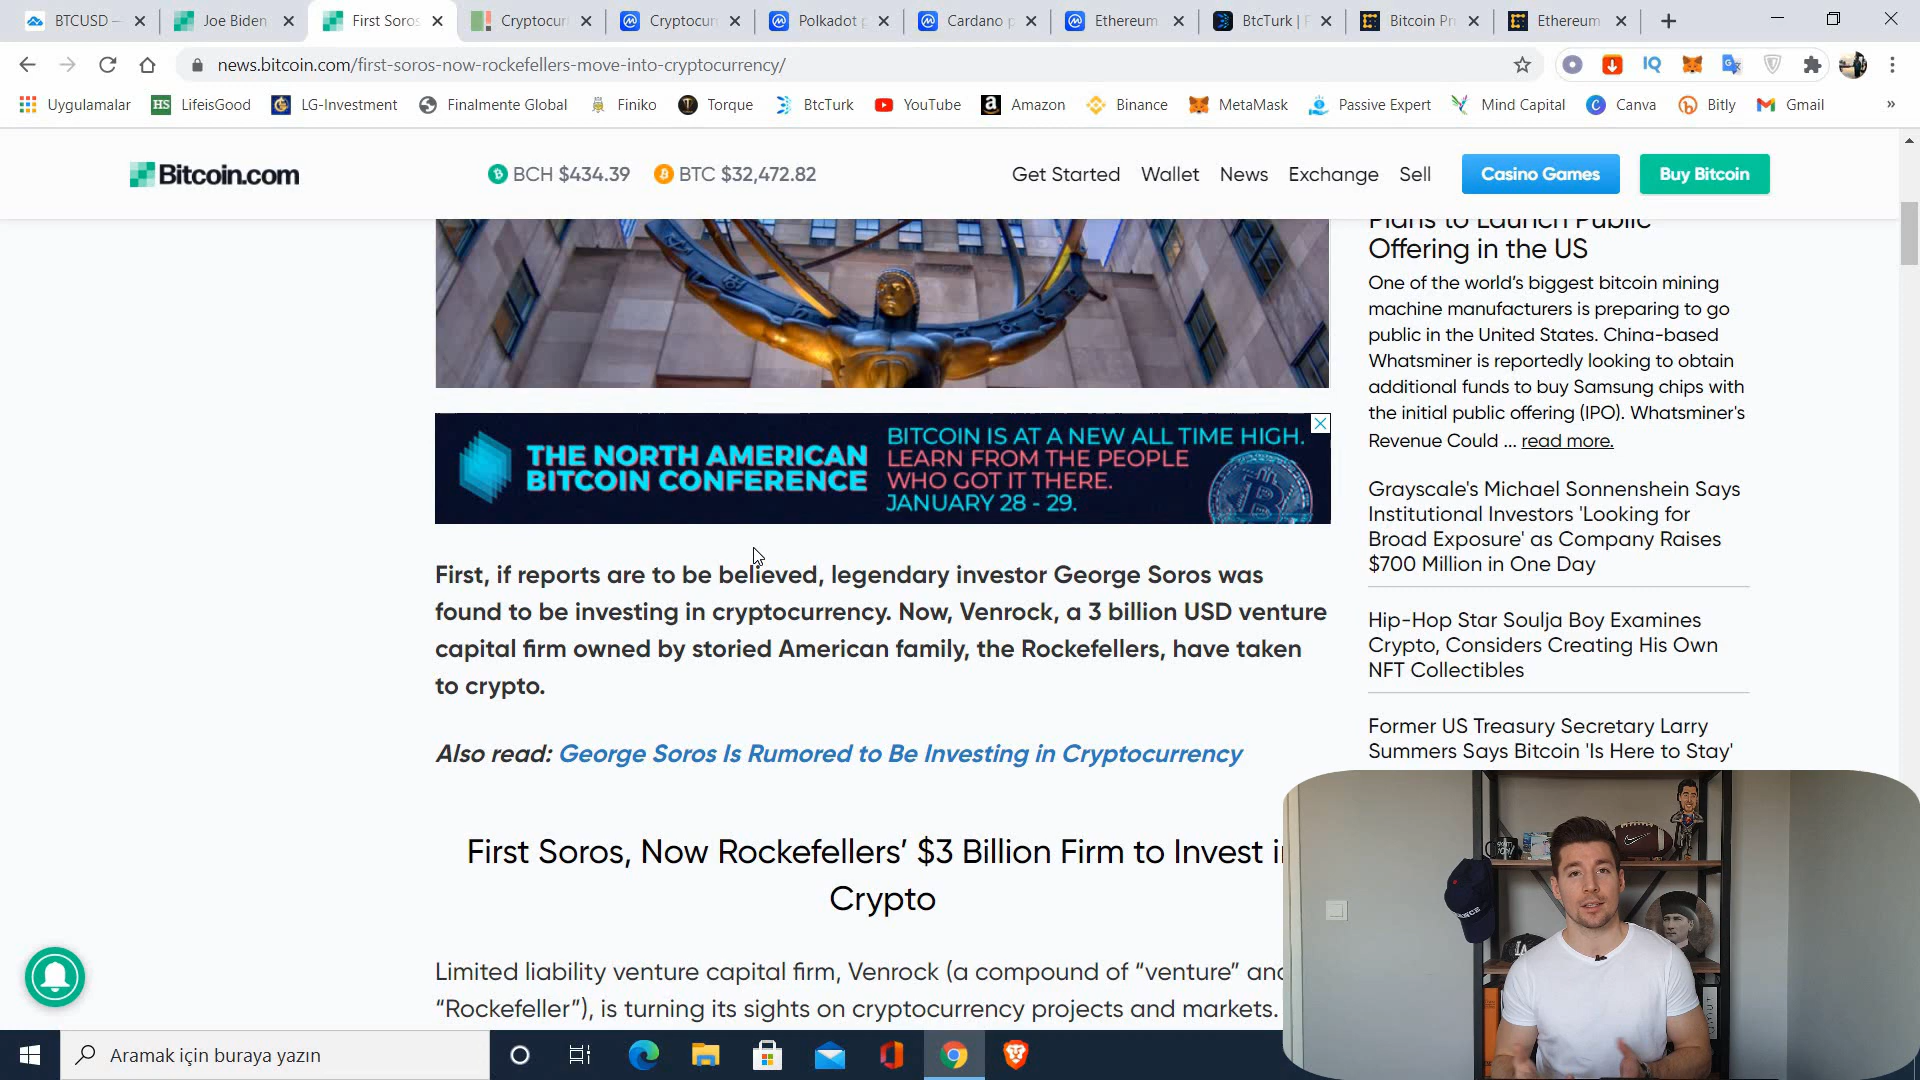 BTCUSD –
Joe Biden
First Soros
Cryptocur
Cryptocur
Polkadot p
Cardano p
Ethereum
BtcTurk | P
Bitcoin Pr
Ethereum
news.bitcoin.com/first-soros-now-rockefellers-move-into-cryptocurrency/
Uygulamalar
HS LifeisGood
LG-Investment
Finalmente Global
Finiko
Torque
BtcTurk
YouTube
Amazon
Binance
MetaMask
Passive Expert
Mind Capital
Canva
Bitly
Gmail
»
Bitcoin.com
BCH $434.39
BTC $32,472.82
Get Started
Wallet
News
Exchange
Sell
Casino Games
Buy Bitcoin
THE NORTH AMERICAN
BITCOIN CONFERENCE
BITCOIN IS AT A NEW ALL TIME HIGH.
LEARN FROM THE PEOPLE
WHO GOT IT THERE.
JANUARY 28 - 29.
First, if reports are to be believed, legendary investor George Soros was
found to be investing in cryptocurrency. Now, Venrock, a 3 billion USD venture
capital firm owned by storied American family, the Rockefellers, have taken
to crypto.
Also read: George Soros Is Rumored to Be Investing in Cryptocurrency
First Soros, Now Rockefellers’ $3 Billion Firm to Invest in
Crypto
Limited liability venture capital firm, Venrock (a compound of “venture” and
“Rockefeller”), is turning its sights on cryptocurrency projects and markets.
Plans to Launch Public
Offering in the US
One of the world’s biggest bitcoin mining
machine manufacturers is preparing to go
public in the United States. China-based
Whatsminer is reportedly looking to obtain
additional funds to buy Samsung chips with
the initial public offering (IPO). Whatsminer's
Revenue Could ... read more.
Grayscale's Michael Sonnenshein Says
Institutional Investors 'Looking for
Broad Exposure' as Company Raises
$700 Million in One Day
Hip-Hop Star Soulja Boy Examines
Crypto, Considers Creating His Own
NFT Collectibles
Former US Treasury Secretary Larry
Summers Says Bitcoin 'Is Here to Stay'
LA
Aramak için buraya yazın